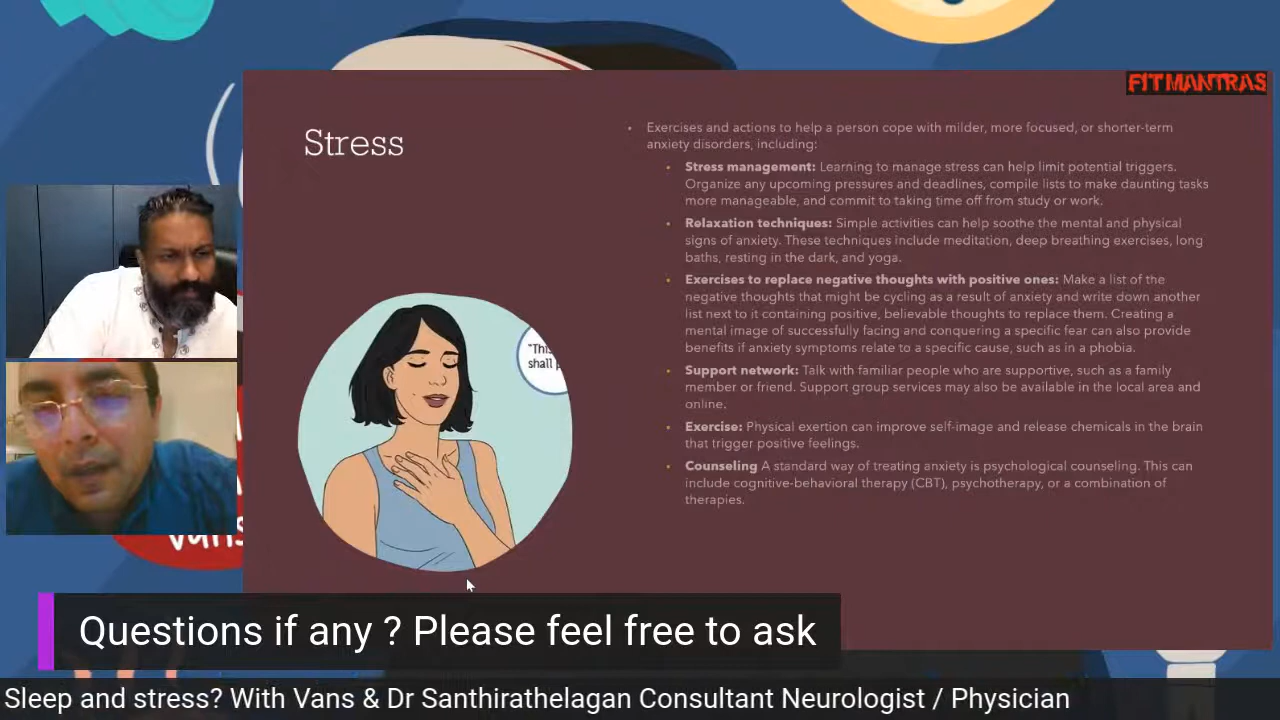 FITMANTRAS
Stress
Exercises and actions to help a person cope with milder, more focused, or shorter-term
anxiety disorders, including:
Stress management: Learning to manage stress can help limit potential triggers.
Organize any upcoming pressures and deadlines, compile lists to make daunting tasks
more manageable, and commit to taking time off from study or work.
Relaxation techniques: Simple activities can help soothe the mental and physical
signs of anxiety. These techniques include meditation, deep breathing exercises, long
baths, resting in the dark, and yoga.
Exercises to replace negative thoughts with positive ones: Make a list of the
negative thoughts that might be cycling as a result of anxiety and write down another
list next to it containing positive, believable thoughts to replace them. Creating a
mental image of successfully facing and conquering a specific fear can also provide
benefits if anxiety symptoms relate to a specific cause, such as in a phobia.
Support network: Talk with familiar people who are supportive, such as a family
member or friend. Support group services may also be available in the local area and
online.
Exercise: Physical exertion can improve self-image and release chemicals in the brain
that trigger positive feelings.
Counseling A standard way of treating anxiety is psychological counseling. This can
include cognitive-behavioral therapy (CBT), psychotherapy, or a combination of
therapies.
"This
shall
Vans
Questions if any ? Please feel free to ask
Sleep and stress? With Vans & Dr Santhirathelagan Consultant Neurologist / Physician